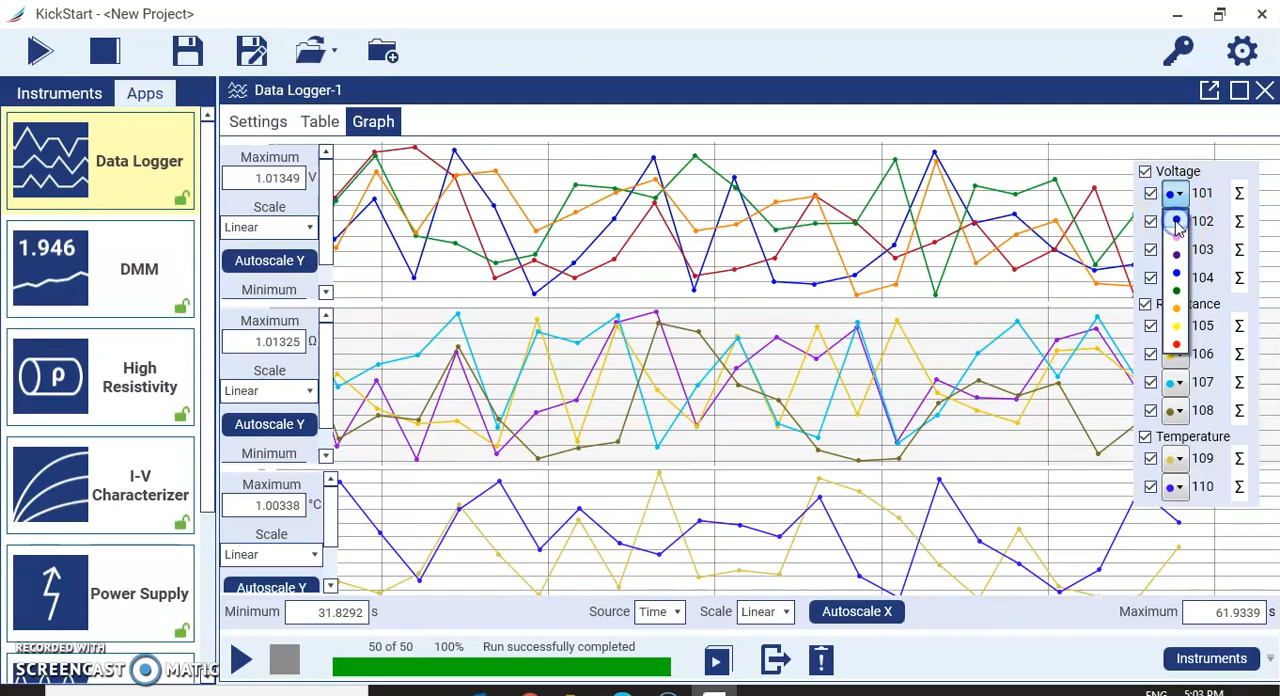 KickStart - <New Project>
Instruments
Apps
Data Logger-1
Settings
Table
Graph
Data Logger
1.946
DMM
ρ
High
Resistivity
I-V
Characterizer
Power Supply
RECORDED WITH
SCREENCAST MATIC
Maximum
1.01349 V
Scale
Linear
Autoscale Y
Minimum
Maximum
1.01325 Ω
Scale
Linear
Autoscale Y
Minimum
Maximum
1.00338 °C
Scale
Linear
Autoscale Y
Voltage
101 Σ
102 Σ
103 Σ
104 Σ
105 Σ
106 Σ
107 Σ
108 Σ
Temperature
109 Σ
110 Σ
Minimum 31.8292 s
Source Time
Scale Linear
Autoscale X
Maximum 61.9339 s
50 of 50 100% Run successfully completed
Instruments
ENG 5:03 PM